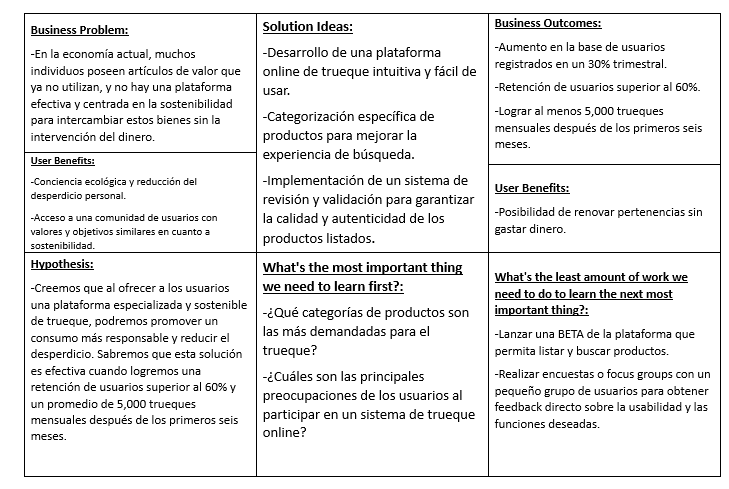 Business Problem:
-En la economía actual, muchos
individuos poseen artículos de valor que
ya no utilizan, y no hay una plataforma
efectiva y centrada en la sostenibilidad
para intercambiar estos bienes sin la
intervención del dinero.
User Benefits:
-Conciencia ecológica y reducción del
desperdicio personal.
-Acceso a una comunidad de usuarios con
valores y objetivos similares en cuanto a
sostenibilidad.
Solution Ideas:
-Desarrollo de una plataforma
online de trueque intuitiva y fácil de
usar.
-Categorización específica de
productos para mejorar la
experiencia de búsqueda.
-Implementación de un sistema de
revisión y validación para garantizar
la calidad y autenticidad de los
productos listados.
Business Outcomes:
-Aumento en la base de usuarios
registrados en un 30% trimestral.
-Retención de usuarios superior al 60%.
-Lograr al menos 5,000 trueques
mensuales después de los primeros seis
meses.
User Benefits:
-Posibilidad de renovar pertenencias sin
gastar dinero.
Hypothesis:
-Creemos que al ofrecer a los usuarios
una plataforma especializada y sostenible
de trueque, podremos promover un
consumo más responsable y reducir el
desperdicio. Sabremos que esta solución
es efectiva cuando logremos una
retención de usuarios superior al 60% y
un promedio de 5,000 trueques
mensuales después de los primeros seis
meses.
What's the most important thing
we need to learn first?:
-¿Qué categorías de productos son
las más demandadas para el
trueque?
-¿Cuáles son las principales
preocupaciones de los usuarios al
participar en un sistema de trueque
online?
What's the least amount of work we
need to do to learn the next most
important thing?:
-Lanzar una BETA de la plataforma que
permita listar y buscar productos.
-Realizar encuestas o focus groups con un
pequeño grupo de usuarios para obtener
feedback directo sobre la usabilidad y las
funciones deseadas.